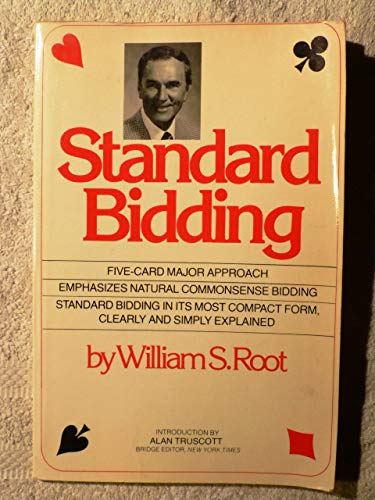 Standard
Bidding
FIVE-CARD MAJOR APPROACH
EMPHASIZES NATURAL COMMONSENSE BIDDING
STANDARD BIDDING IN ITS MOST COMPACT FORM,
CLEARLY AND SIMPLY EXPLAINED
by William S. Root
INTRODUCTION BY
ALAN TRUSCOTT
BRIDGE EDITOR, NEW YORK TIMES